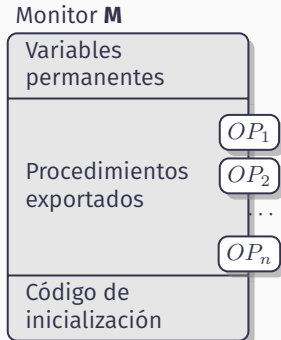 Monitor M
Variables
permanentes
OP₁
Procedimientos
exportados
OP₂
...
OPₙ
Código de
inicialización